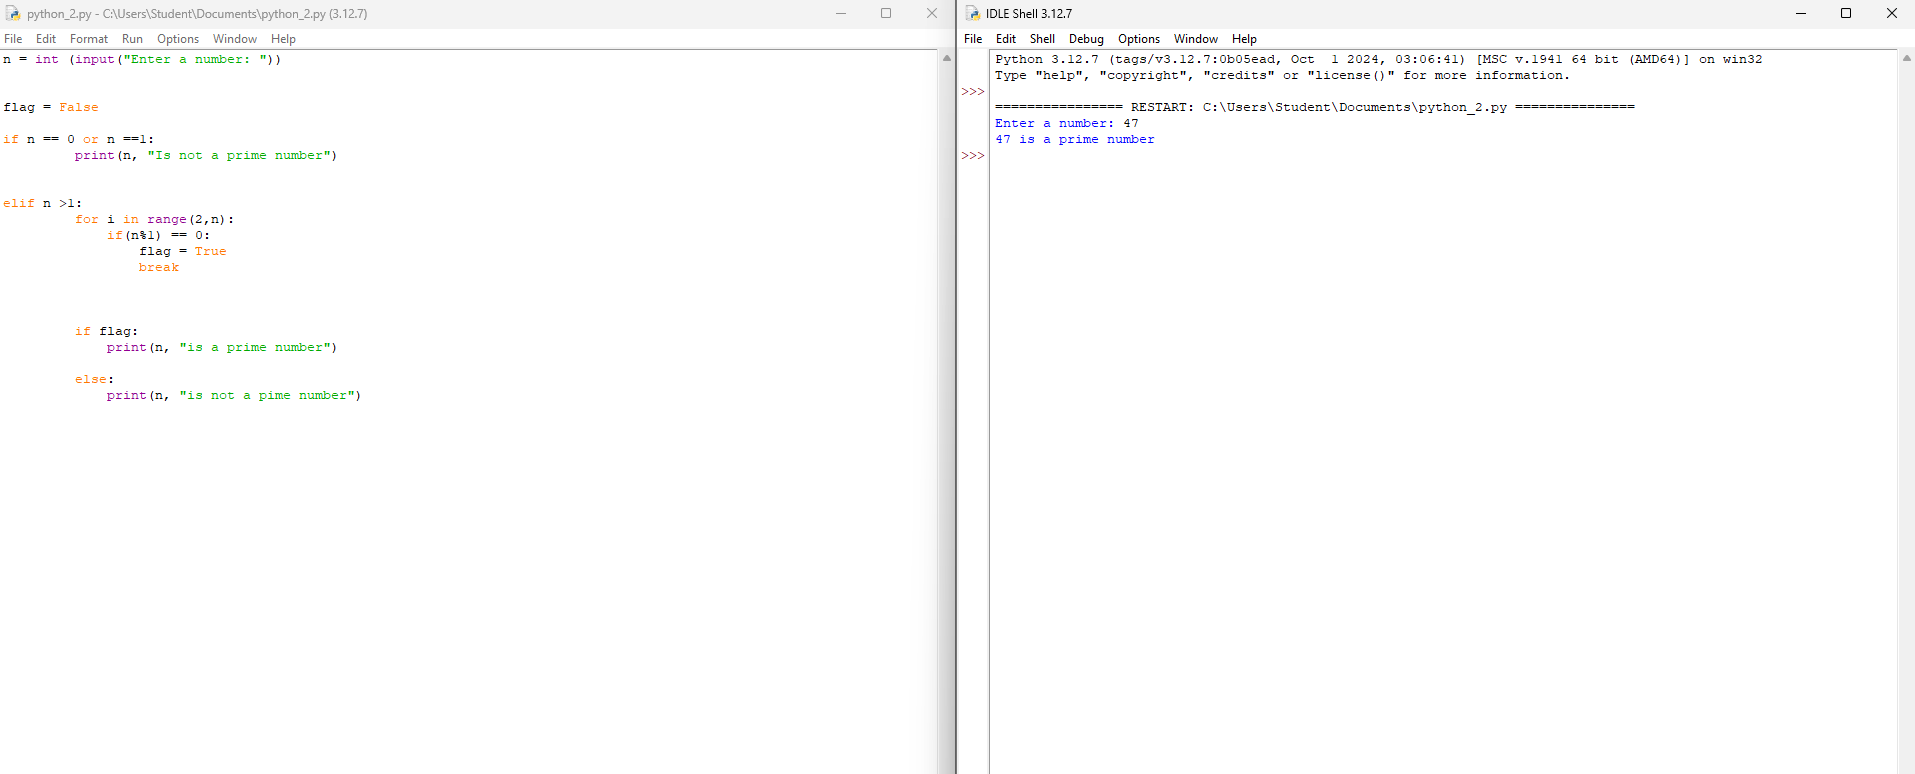 python_2.py - C:\Users\Student\Documents\python_2.py (3.12.7)
File Edit Format Run Options Window Help
n = int (input("Enter a number: "))
flag = False
if n == 0 or n ==1:
print(n, "Is not a prime number")
elif n >1:
for i in range(2,n):
if(n%1) == 0:
flag = True
break
if flag:
print(n, "is a prime number")
else:
print(n, "is not a pime number")
IDLE Shell 3.12.7
File Edit Shell Debug Options Window Help
Python 3.12.7 (tags/v3.12.7:0b05ead, Oct  1 2024, 03:06:41) [MSC v.1941 64 bit (AMD64)] on win32
Type "help", "copyright", "credits" or "license()" for more information.
>>>
================ RESTART: C:\Users\Student\Documents\python_2.py ===============
Enter a number: 47
47 is a prime number
>>>